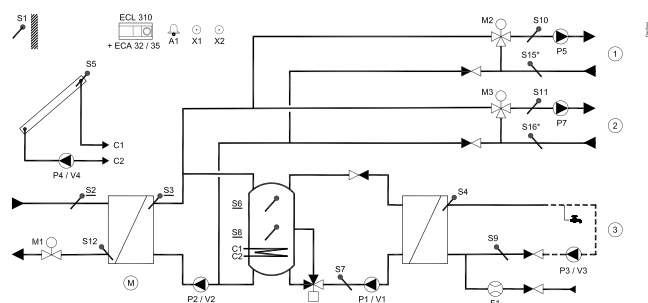 S1
ECL 310
+ ECA 32 / 35
A1
X1
X2
M2
S10
P5
1
S15*
S5
M3
S11
P7
C1
C2
P4 / V4
S16*
2
S2
S3
S6
S4
S8
C1
C2
M1
S12
S7
S9
3
M
P2 / V2
P1 / V1
P3 / V3